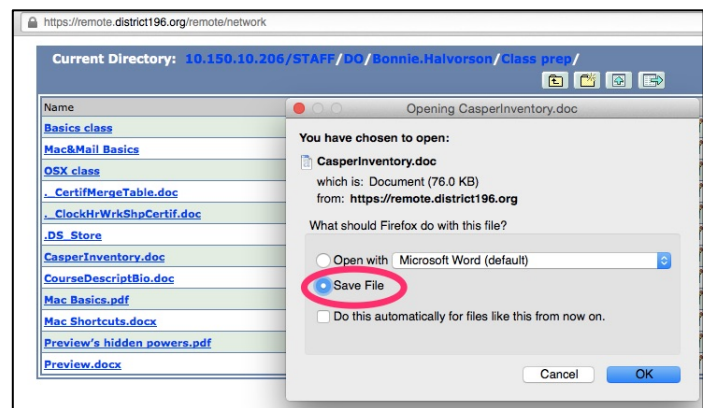 https://remote.district196.org/remote/network
Current Directory: 10.150.10.206/STAFF/DO/Bonnie.Halvorson/Class prep/
Name
Basics class
Mac&Mail Basics
OSX class
._CertifMergeTable.doc
._ClockHrWrkShpCertif.doc
.DS_Store
CasperInventory.doc
CourseDescriptBio.doc
Mac Basics.pdf
Mac Shortcuts.docx
Preview's hidden powers.pdf
Preview.docx
Opening CasperInventory.doc
You have chosen to open:
CasperInventory.doc
which is: Document (76.0 KB)
from: https://remote.district196.org
What should Firefox do with this file?
Open with Microsoft Word (default)
Save File
Do this automatically for files like this from now on.
Cancel OK